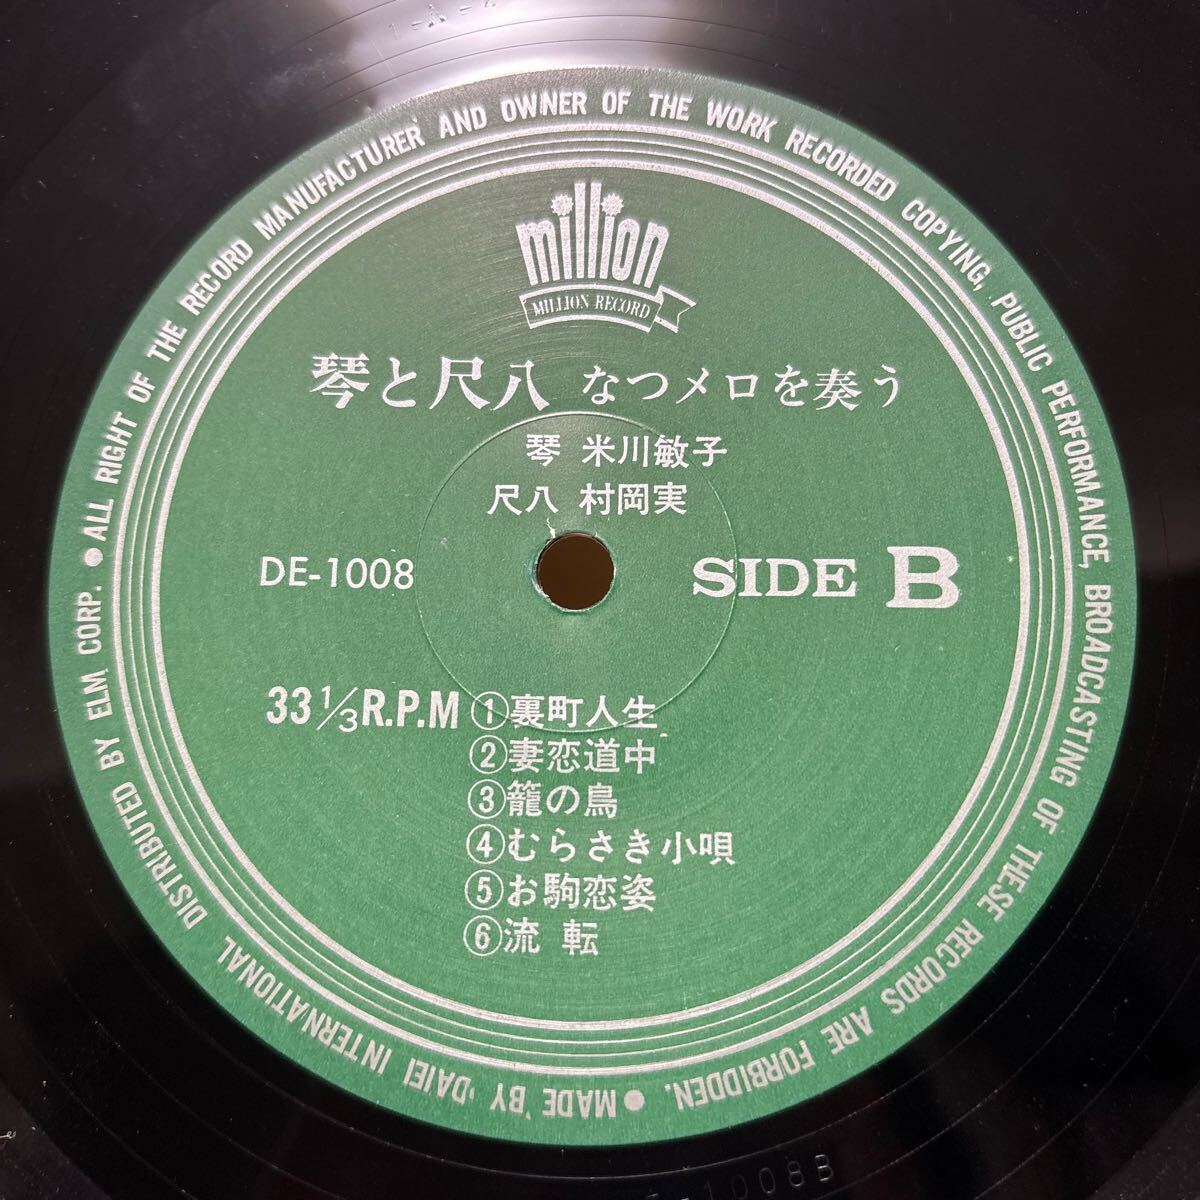 • ALL RIGHT OF THE RECORD MANUFACTURER AND OWNER OF THE WORK RECORDED COPYING, PUBLIC PERFORMANCE, BROADCASTING OF THESE RECORDS ARE FORBIDDEN. • MADE BY DAIEI INTERNATIONAL DISTRIBUTED BY ELM CORP.
million
MILLION RECORD
琴と尺八 なつメロを奏う
琴 米川敏子
尺八 村岡実
DE-1008
SIDE B
33 1/3 R.P.M
①裏町人生
②妻恋道中
③籠の鳥
④むらさき小唄
⑤お駒恋姿
⑥流転
1008B